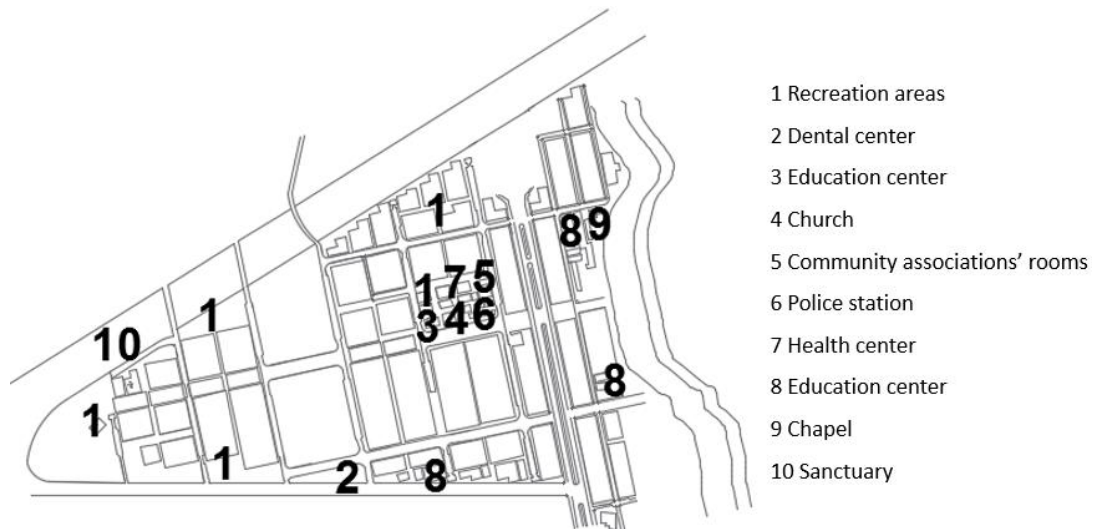 1
8 9
1 7 5
1
3 4 6
10
8
1
1
2 8
1 Recreation areas
2 Dental center
3 Education center
4 Church
5 Community associations' rooms
6 Police station
7 Health center
8 Education center
9 Chapel
10 Sanctuary